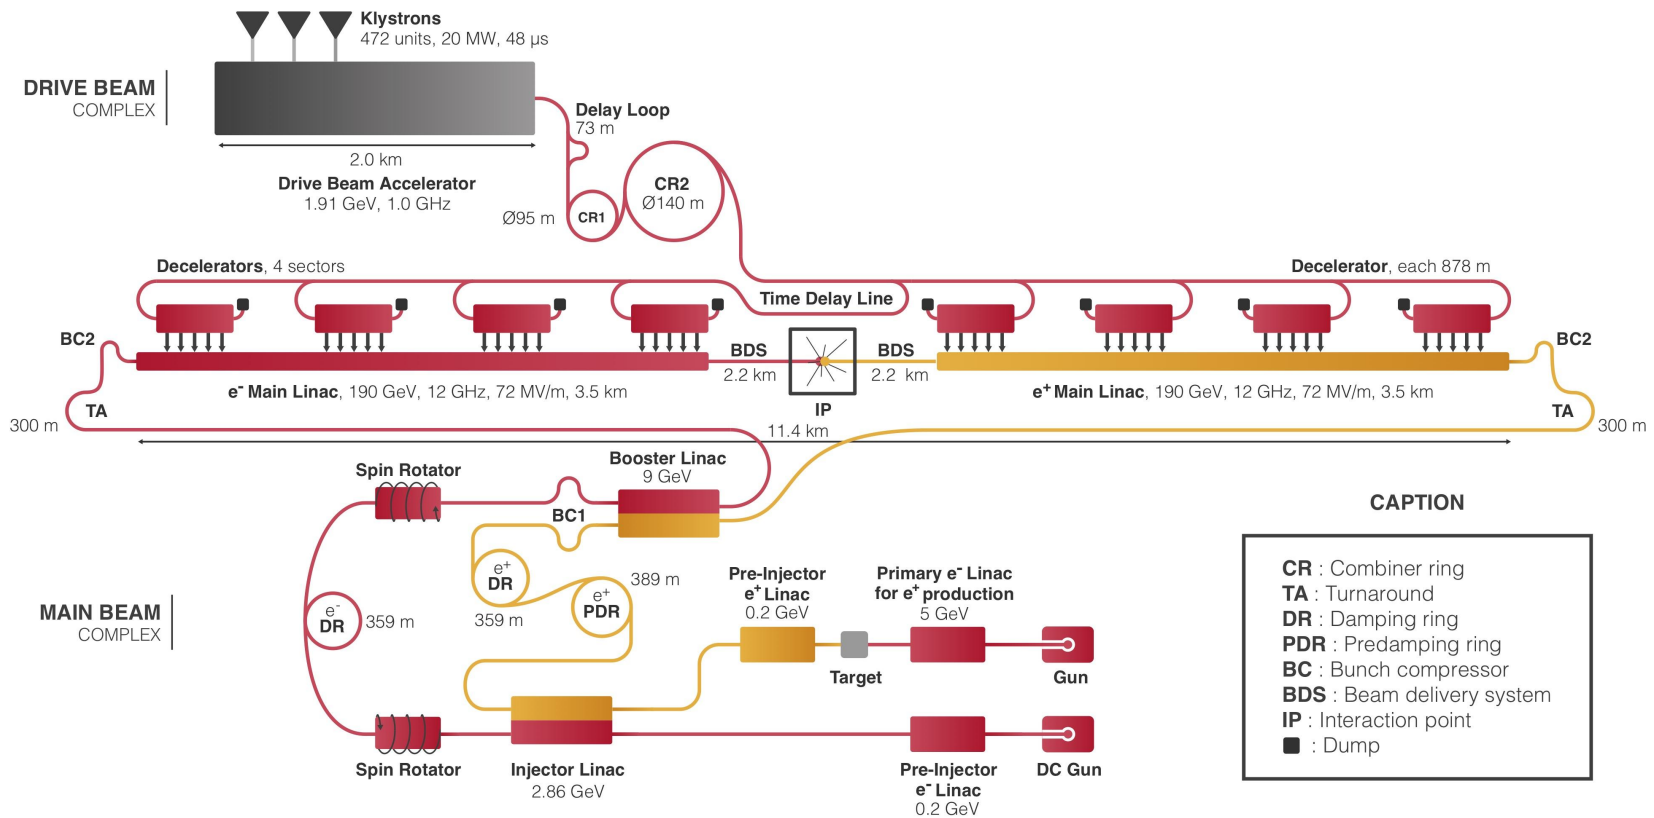 Klystrons
472 units, 20 MW, 48 µs
DRIVE BEAM
COMPLEX
Delay Loop
73 m
2.0 km
Drive Beam Accelerator
1.91 GeV, 1.0 GHz
CR2
Ø140 m
Ø95 m
CR1
Decelerators, 4 sectors
Decelerator, each 878 m
Time Delay Line
BC2
BDS
2.2 km
BDS
2.2 km
BC2
e⁻ Main Linac, 190 GeV, 12 GHz, 72 MV/m, 3.5 km
IP
e⁺ Main Linac, 190 GeV, 12 GHz, 72 MV/m, 3.5 km
TA
300 m
TA
300 m
11.4 km
Spin Rotator
Booster Linac
9 GeV
BC1
e⁺
DR
359 m
e⁺
PDR
389 m
MAIN BEAM
COMPLEX
e⁻
DR
359 m
Pre-Injector
e⁺ Linac
0.2 GeV
Primary e⁻ Linac
for e⁺ production
5 GeV
Target
Gun
Spin Rotator
Injector Linac
2.86 GeV
Pre-Injector
e⁻ Linac
0.2 GeV
DC Gun
CAPTION
CR : Combiner ring
TA : Turnaround
DR : Damping ring
PDR : Predamping ring
BC : Bunch compressor
BDS : Beam delivery system
IP : Interaction point
: Dump